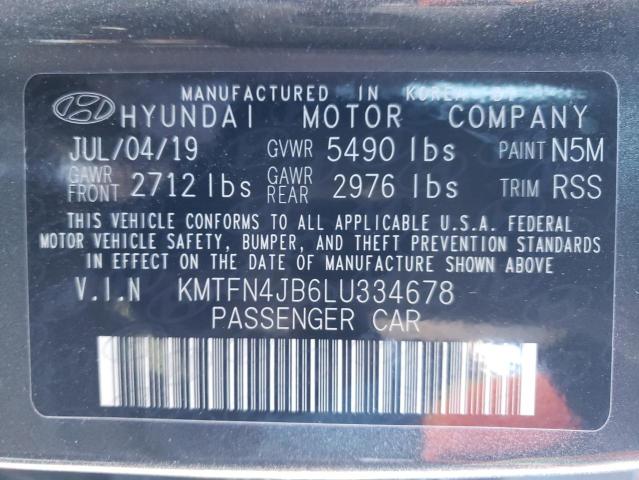 MANUFACTURED IN KOREA BY
HYUNDAI MOTOR COMPANY
JUL/04/19 GVWR 5490 lbs PAINT N5M
GAWR FRONT 2712 lbs GAWR REAR 2976 lbs TRIM RSS
THIS VEHICLE CONFORMS TO ALL APPLICABLE U.S.A. FEDERAL
MOTOR VEHICLE SAFETY, BUMPER, AND THEFT PREVENTION STANDARDS
IN EFFECT ON THE DATE OF MANUFACTURE SHOWN ABOVE.
V.I.N KMTFN4JB6LU334678
PASSENGER CAR